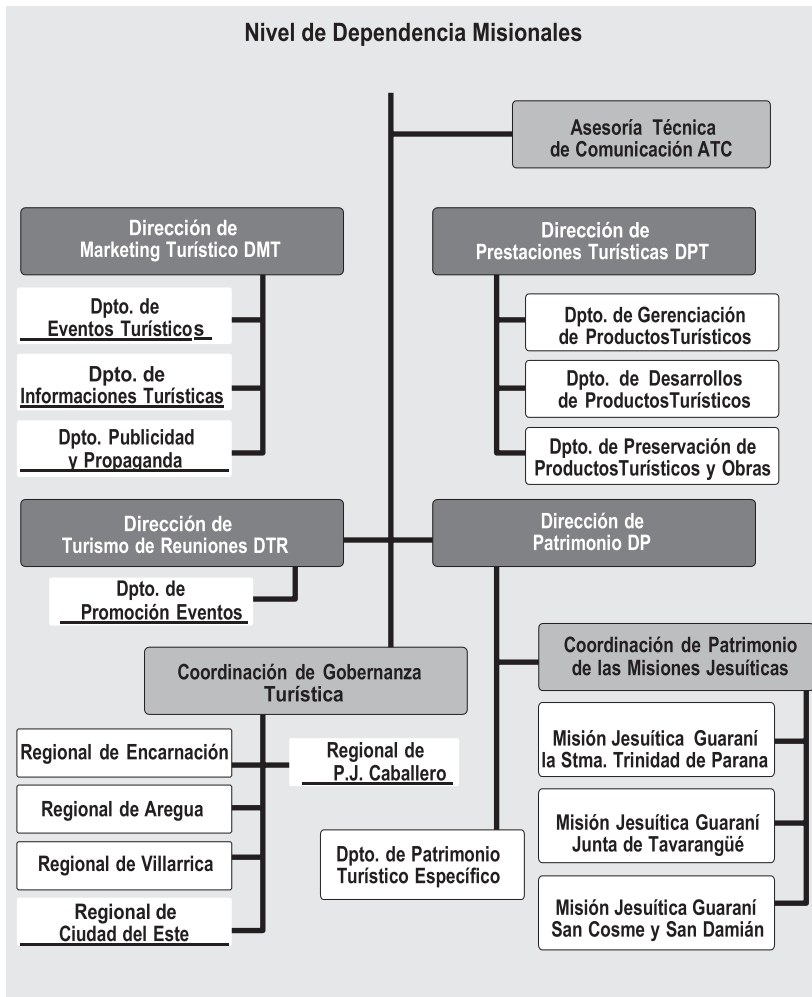 Nivel de Dependencia Misionales
Asesoría Técnica
de Comunicación ATC
Dirección de
Marketing Turístico DMT
Dpto. de
Eventos Turísticos
Dpto. de
Informaciones Turísticas
Dpto. Publicidad
y Propaganda
Dirección de
Prestaciones Turísticas DPT
Dpto. de Gerenciación
de ProductosTurísticos
Dpto. de Desarrollos
de ProductosTurísticos
Dpto. de Preservación de
ProductosTurísticos y Obras
Dirección de
Turismo de Reuniones DTR
Dpto. de
Promoción Eventos
Dirección de
Patrimonio DP
Coordinación de Gobernanza
Turística
Regional de Encarnación
Regional de
P.J. Caballero
Regional de Aregua
Regional de Villarrica
Regional de
Ciudad del Este
Coordinación de Patrimonio
de las Misiones Jesuíticas
Misión Jesuítica Guaraní
la Stma. Trinidad de Parana
Misión Jesuítica Guaraní
Junta de Tavarangüé
Misión Jesuítica Guaraní
San Cosme y San Damián
Dpto. de Patrimonio
Turístico Específico